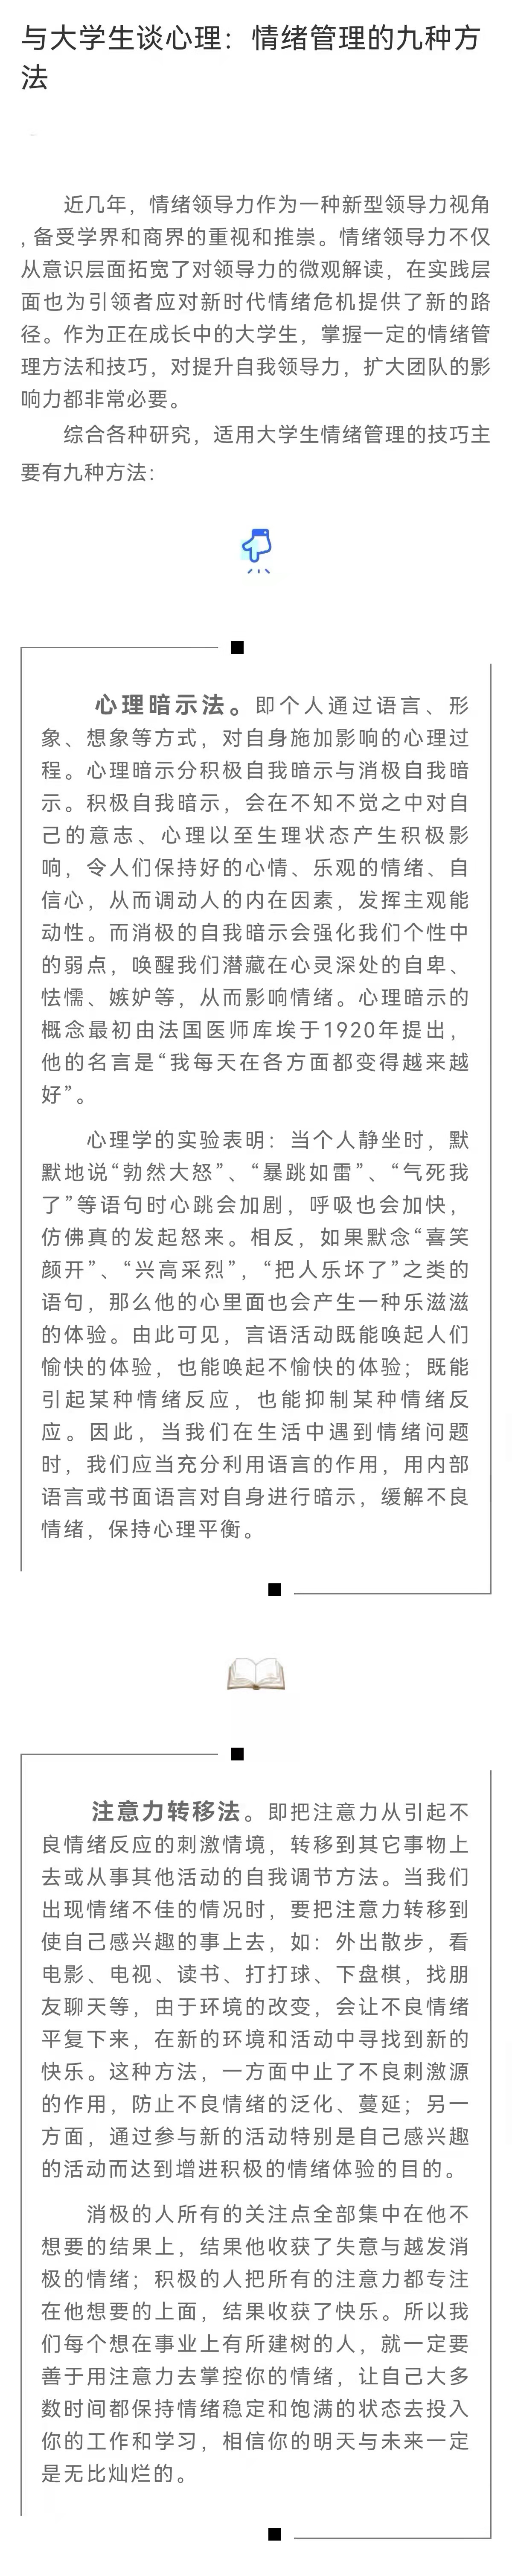 与大学生谈心理：情绪管理的九种方
法
近几年，情绪领导力作为一种新型领导力视角
，备受学界和商界的重视和推崇。情绪领导力不仅
从意识层面拓宽了对领导力的微观解读，在实践层
面也为引领者应对新时代情绪危机提供了新的路
径。作为正在成长中的大学生，掌握一定的情绪管
理方法和技巧，对提升自我领导力，扩大团队的影
响力都非常必要。
综合各种研究，适用大学生情绪管理的技巧主
要有九种方法：
心理暗示法。即个人通过语言、形
象、想象等方式，对自身施加影响的心理过
程。心理暗示分积极自我暗示与消极自我暗
示。积极自我暗示，会在不知不觉之中对自
己的意志、心理以至生理状态产生积极影
响，令人们保持好的心情、乐观的情绪、自
信心，从而调动人的内在因素，发挥主观能
动性。而消极的自我暗示会强化我们个性中
的弱点，唤醒我们潜藏在心灵深处的自卑、
怯懦、嫉妒等，从而影响情绪。心理暗示的
概念最初由法国医师库埃于1920年提出，
他的名言是“我每天在各方面都变得越来越
好”。
心理学的实验表明：当个人静坐时，默
默地说“勃然大怒”、“暴跳如雷”、“气死我
了”等语句时心跳会加剧，呼吸也会加快，
仿佛真的发起怒来。相反，如果默念“喜笑
颜开”、“兴高采烈”，“把人乐坏了”之类的
语句，那么他的心里面也会产生一种乐滋滋
的体验。由此可见，言语活动既能唤起人们
愉快的体验，也能唤起不愉快的体验；既能
引起某种情绪反应，也能抑制某种情绪反
应。因此，当我们在生活中遇到情绪问题
时，我们应当充分利用语言的作用，用内部
语言或书面语言对自身进行暗示，缓解不良
情绪，保持心理平衡。
注意力转移法。即把注意力从引起不
良情绪反应的刺激情境，转移到其它事物上
去或从事其他活动的自我调节方法。当我们
出现情绪不佳的情况时，要把注意力转移到
使自己感兴趣的事上去，如：外出散步，看
电影、电视、读书、打打球、下盘棋，找朋
友聊天等，由于环境的改变，会让不良情绪
平复下来，在新的环境和活动中寻找到新的
快乐。这种方法，一方面中止了不良刺激源
的作用，防止不良情绪的泛化、蔓延；另一
方面，通过参与新的活动特别是自己感兴趣
的活动而达到增进积极的情绪体验的目的。
消极的人所有的关注点全部集中在他不
想要的结果上，结果他收获了失意与越发消
极的情绪；积极的人把所有的注意力都专注
在他想要的上面，结果收获了快乐。所以我
们每个想在事业上有所建树的人，就一定要
善于用注意力去掌控你的情绪，让自己大多
数时间都保持情绪稳定和饱满的状态去投入
你的工作和学习，相信你的明天与未来一定
是无比灿烂的。